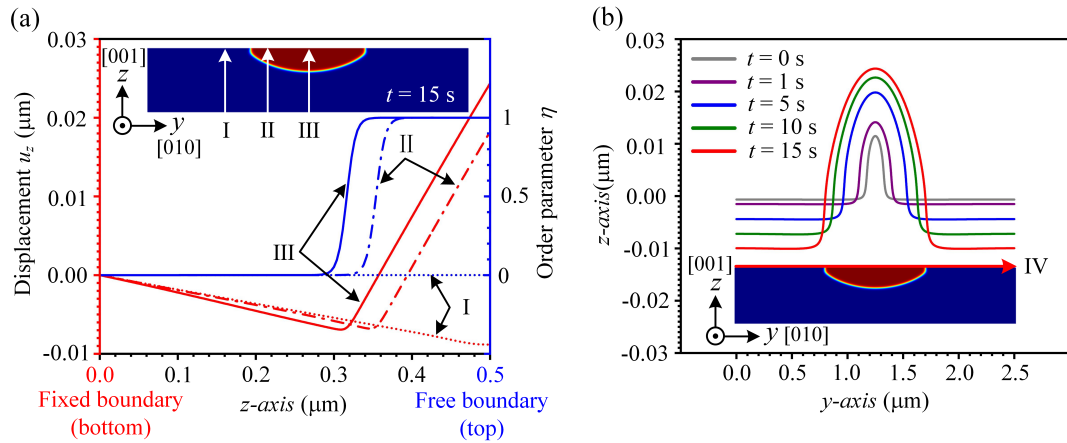 (a)
0.03
0.02
0.01
0.00
-0.01
Displacement u_z (μm)
[001]
z
y
[010]
I
II
III
t = 15 s
II
III
I
1
0.5
0
Order parameter η
0.0
0.1
0.2
0.3
0.4
0.5
Fixed boundary
(bottom)
z-axis (μm)
Free boundary
(top)
(b)
0.03
0.02
0.01
0.00
-0.01
-0.01
-0.02
-0.03
z-axis(μm)
t = 0 s
t = 1 s
t = 5 s
t = 10 s
t = 15 s
[001]
z
y [010]
IV
0.0
0.5
1.0
1.5
2.0
2.5
y-axis (μm)